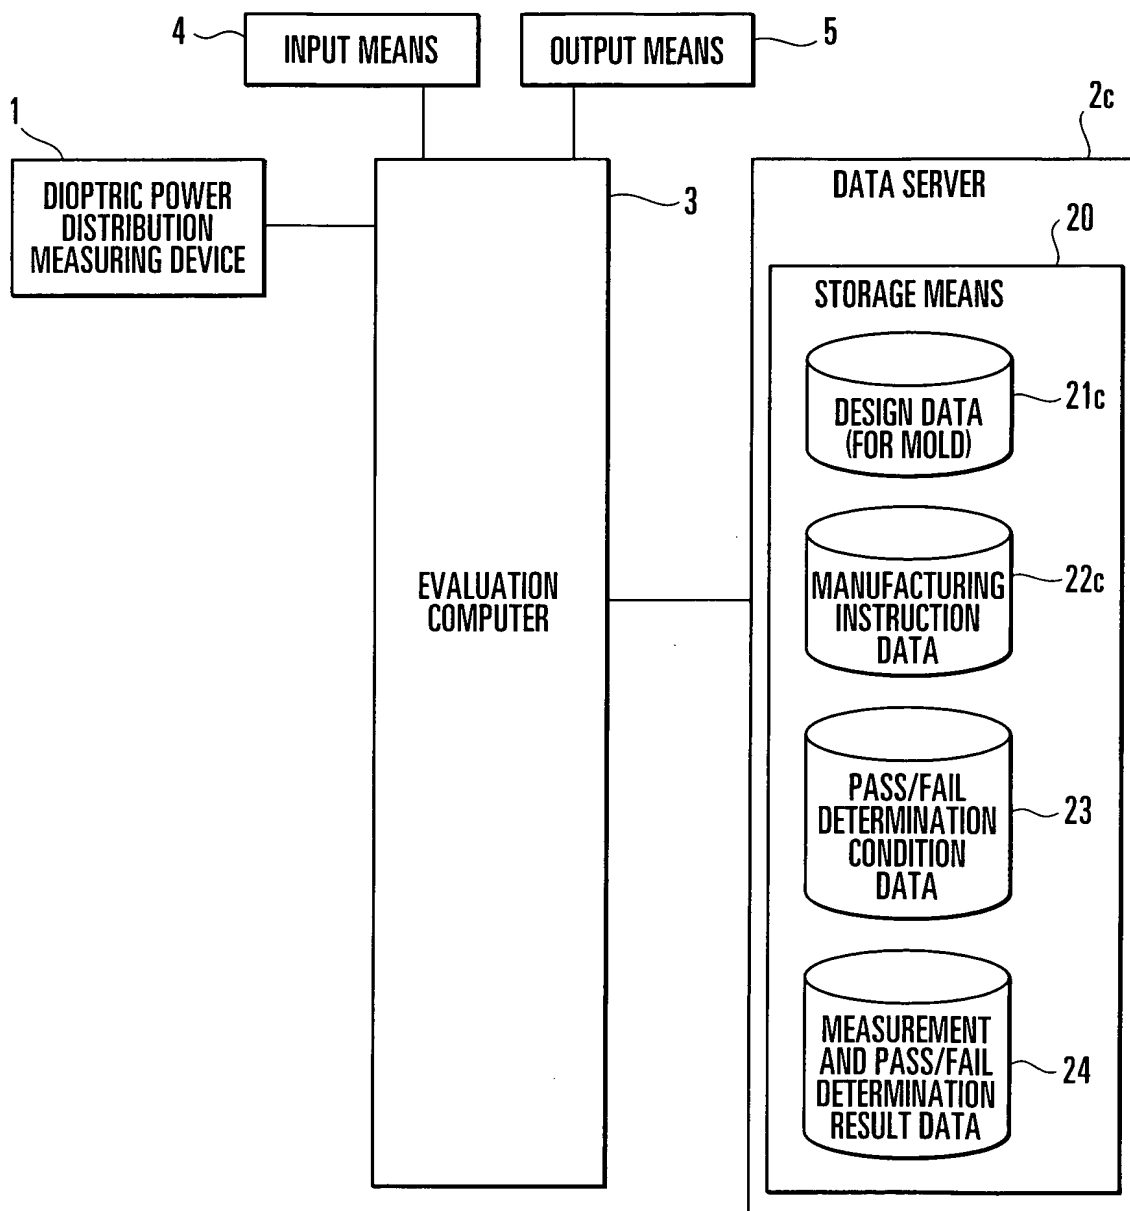 4
INPUT MEANS
OUTPUT MEANS
5
1
DIOPTRIC POWER
DISTRIBUTION
MEASURING DEVICE
3
EVALUATION
COMPUTER
2c
DATA SERVER
20
STORAGE MEANS
DESIGN DATA
(FOR MOLD)
21c
MANUFACTURING
INSTRUCTION
DATA
22c
PASS/FAIL
DETERMINATION
CONDITION
DATA
23
MEASUREMENT
AND PASS/FAIL
DETERMINATION
RESULT DATA
24